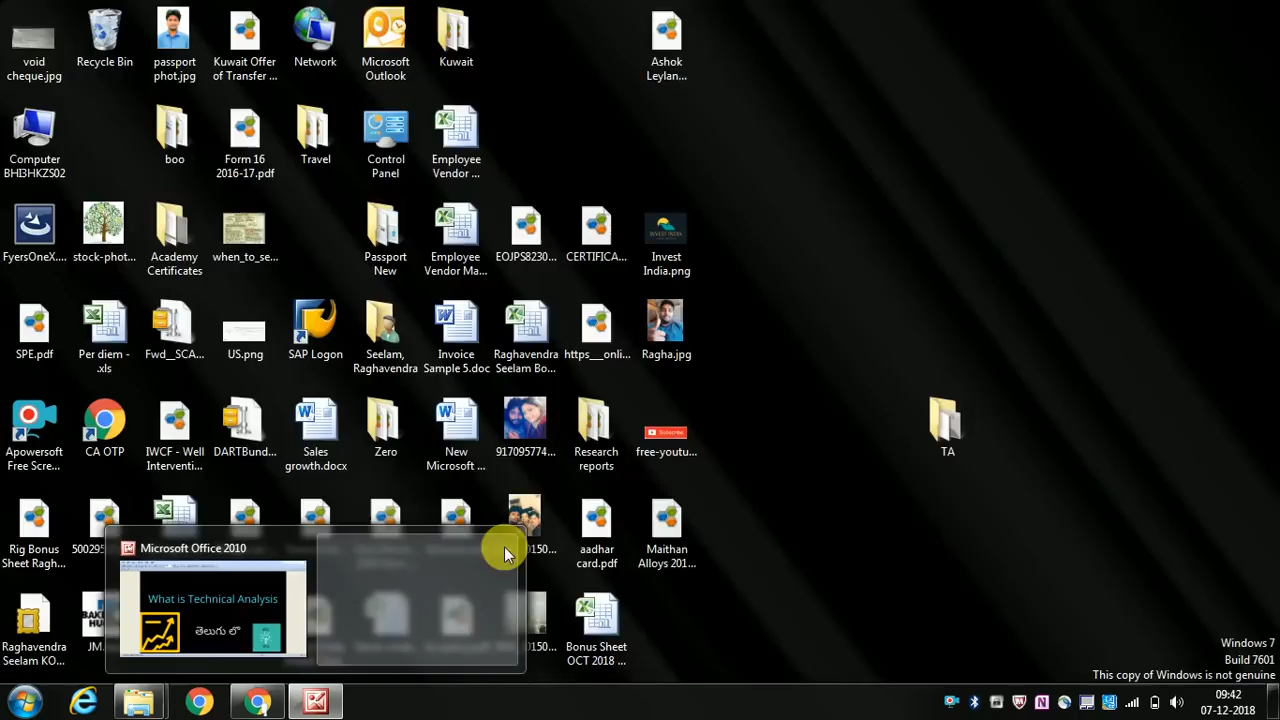 void
cheque.jpg
Recycle Bin
passport
phot.jpg
Kuwait Offer
of Transfer ...
Network
Microsoft
Outlook
Kuwait
Ashok
Leylan...
Computer
BHI3HKZS02
boo
Form 16
2016-17.pdf
Travel
Control
Panel
Employee
Vendor ...
FyersOneX....
stock-phot...
Academy
Certificates
when_to_se...
Passport
New
Employee
Vendor Ma...
EOJPS8230...
CERTIFICA...
INVEST INDIA
Invest
India.png
SPE.pdf
Per diem -
.xls
Fwd__SCA...
US.png
SAP Logon
Seelam,
Raghavendra
Invoice
Sample 5.doc
Raghavendra
Seelam Bo...
https___onli...
Ragha.jpg
Apowersoft
Free Scre...
CA OTP
IWCF - Well
Interventi...
DARTBund...
Sales
growth.docx
Zero
New
Microsoft ...
917095774...
Research
reports
Subscribe
free-youtu...
TA
Rig Bonus
Sheet Ragh...
500295
0150...
aadhar
card.pdf
Maithan
Alloys 201...
Microsoft Office 2010
What is Technical Analysis
తెలుగు లో
Raghavendra
Seelam KO...
BAK
HU
JM
0150...
Bonus Sheet
OCT 2018 ...
Windows 7
Build 7601
This copy of Windows is not genuine
09:42
07-12-2018